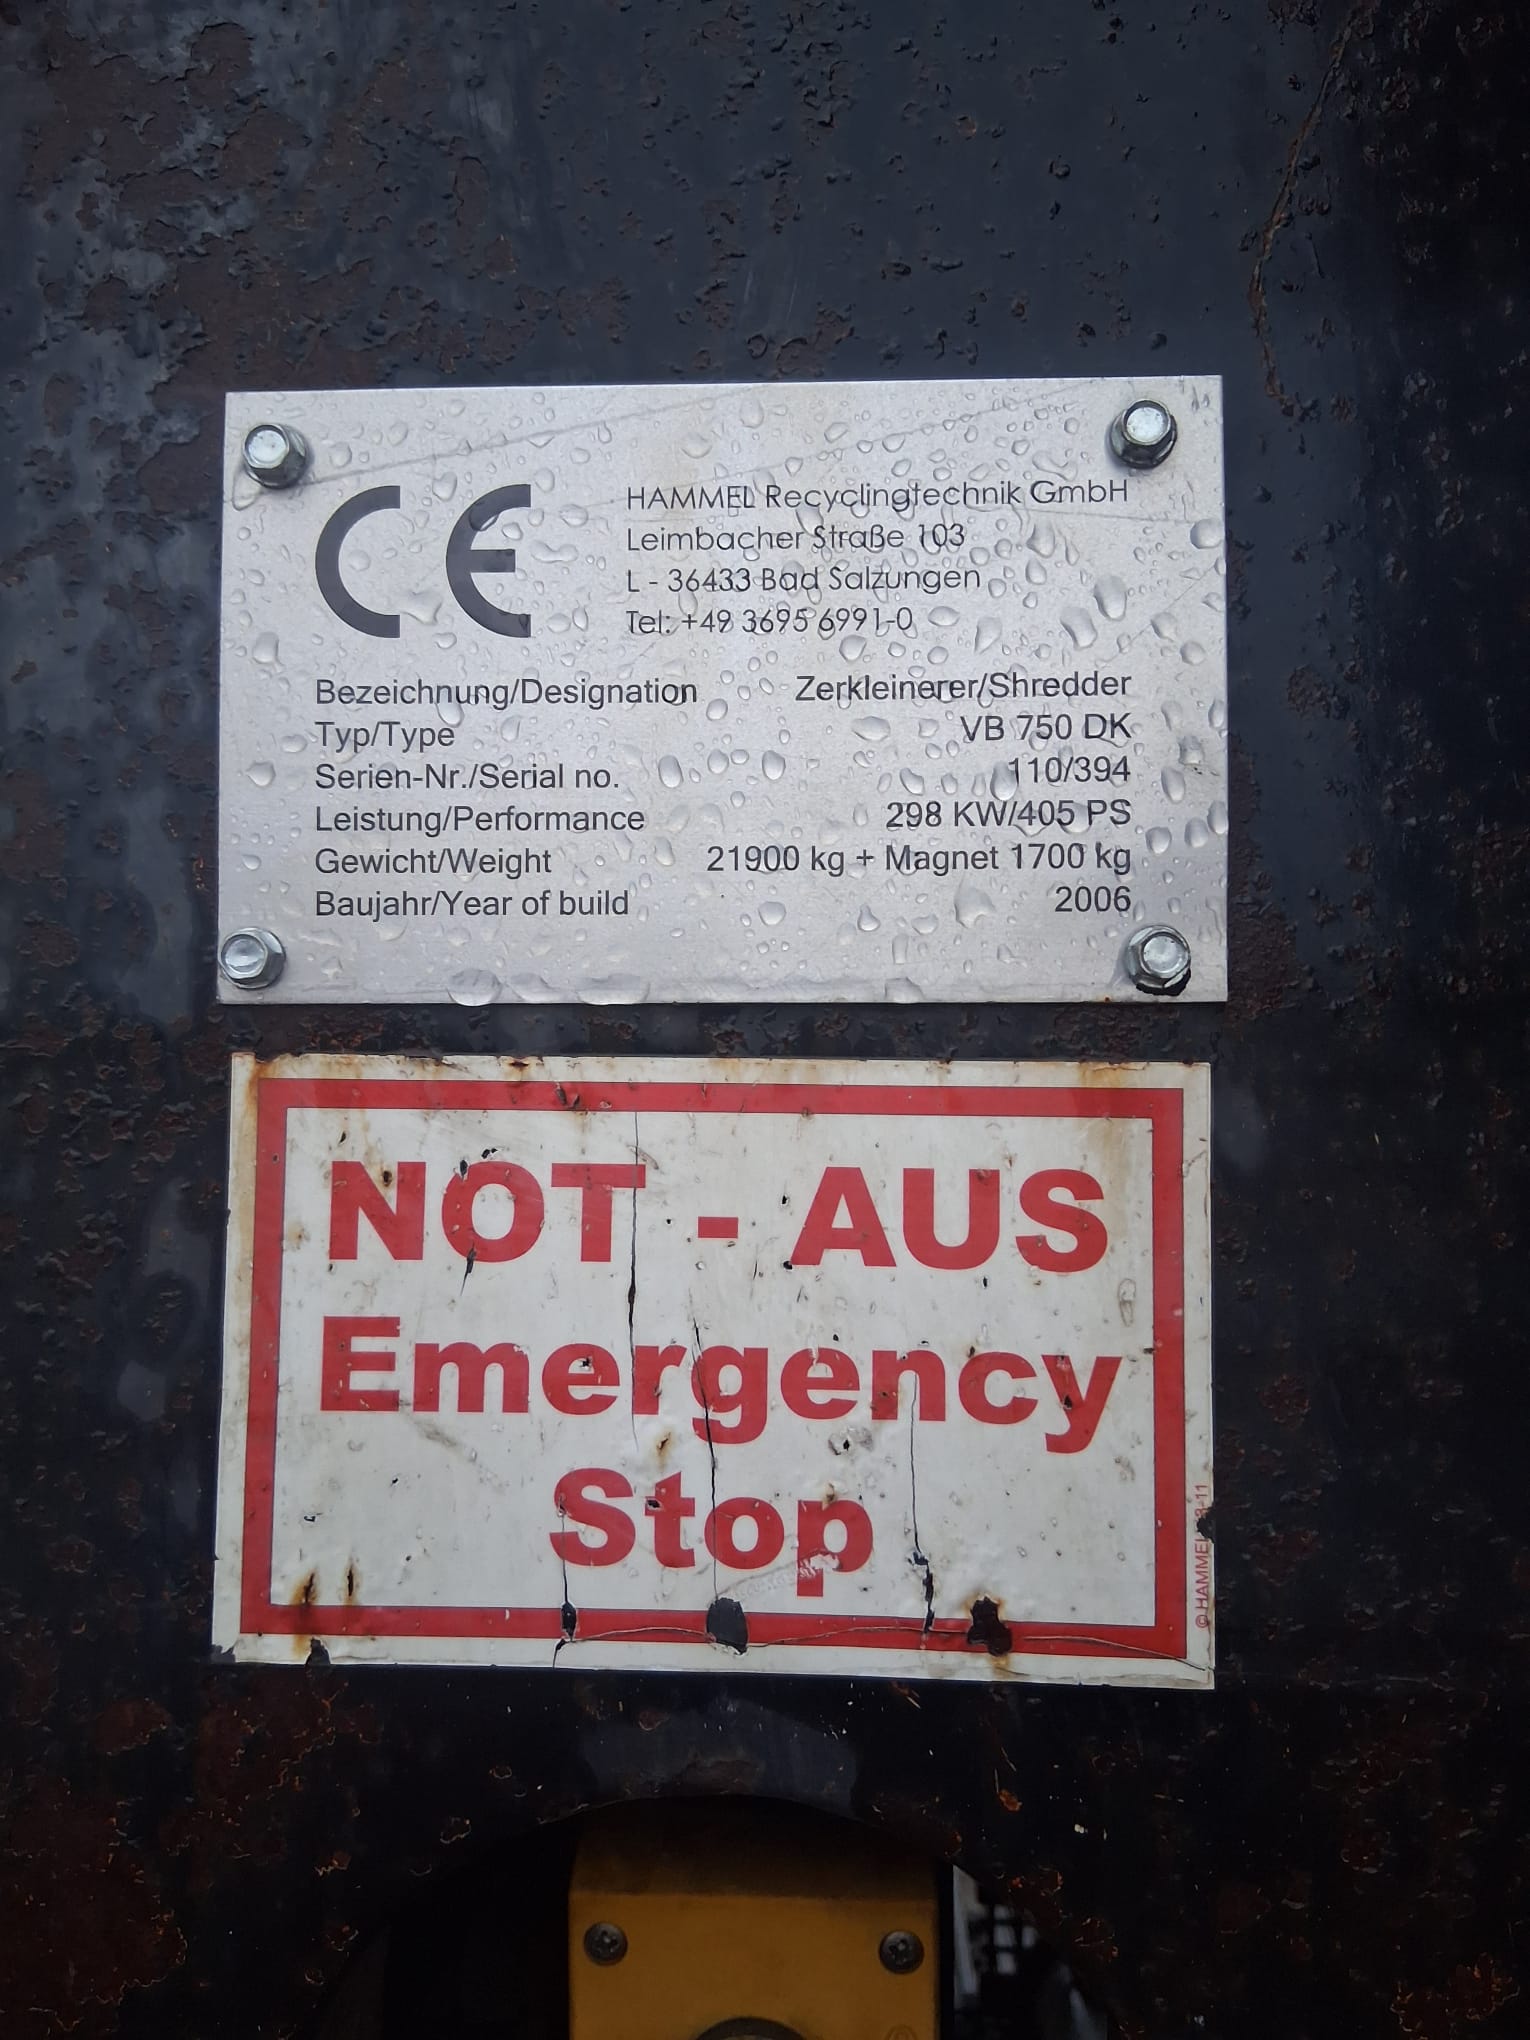 CE
HAMMEL Recyclingtechnik GmbH
Leimbacher Straße 103
L - 36433 Bad Salzungen
Tel: +49 3695 6991-0
Bezeichnung/Designation Zerkleinerer/Shredder
Typ/Type VB 750 DK
Serien-Nr./Serial no. 110/394
Leistung/Performance 298 KW/405 PS
Gewicht/Weight 21900 kg + Magnet 1700 kg
Baujahr/Year of build 2006
NOT - AUS
Emergency
Stop
© HAMMEL